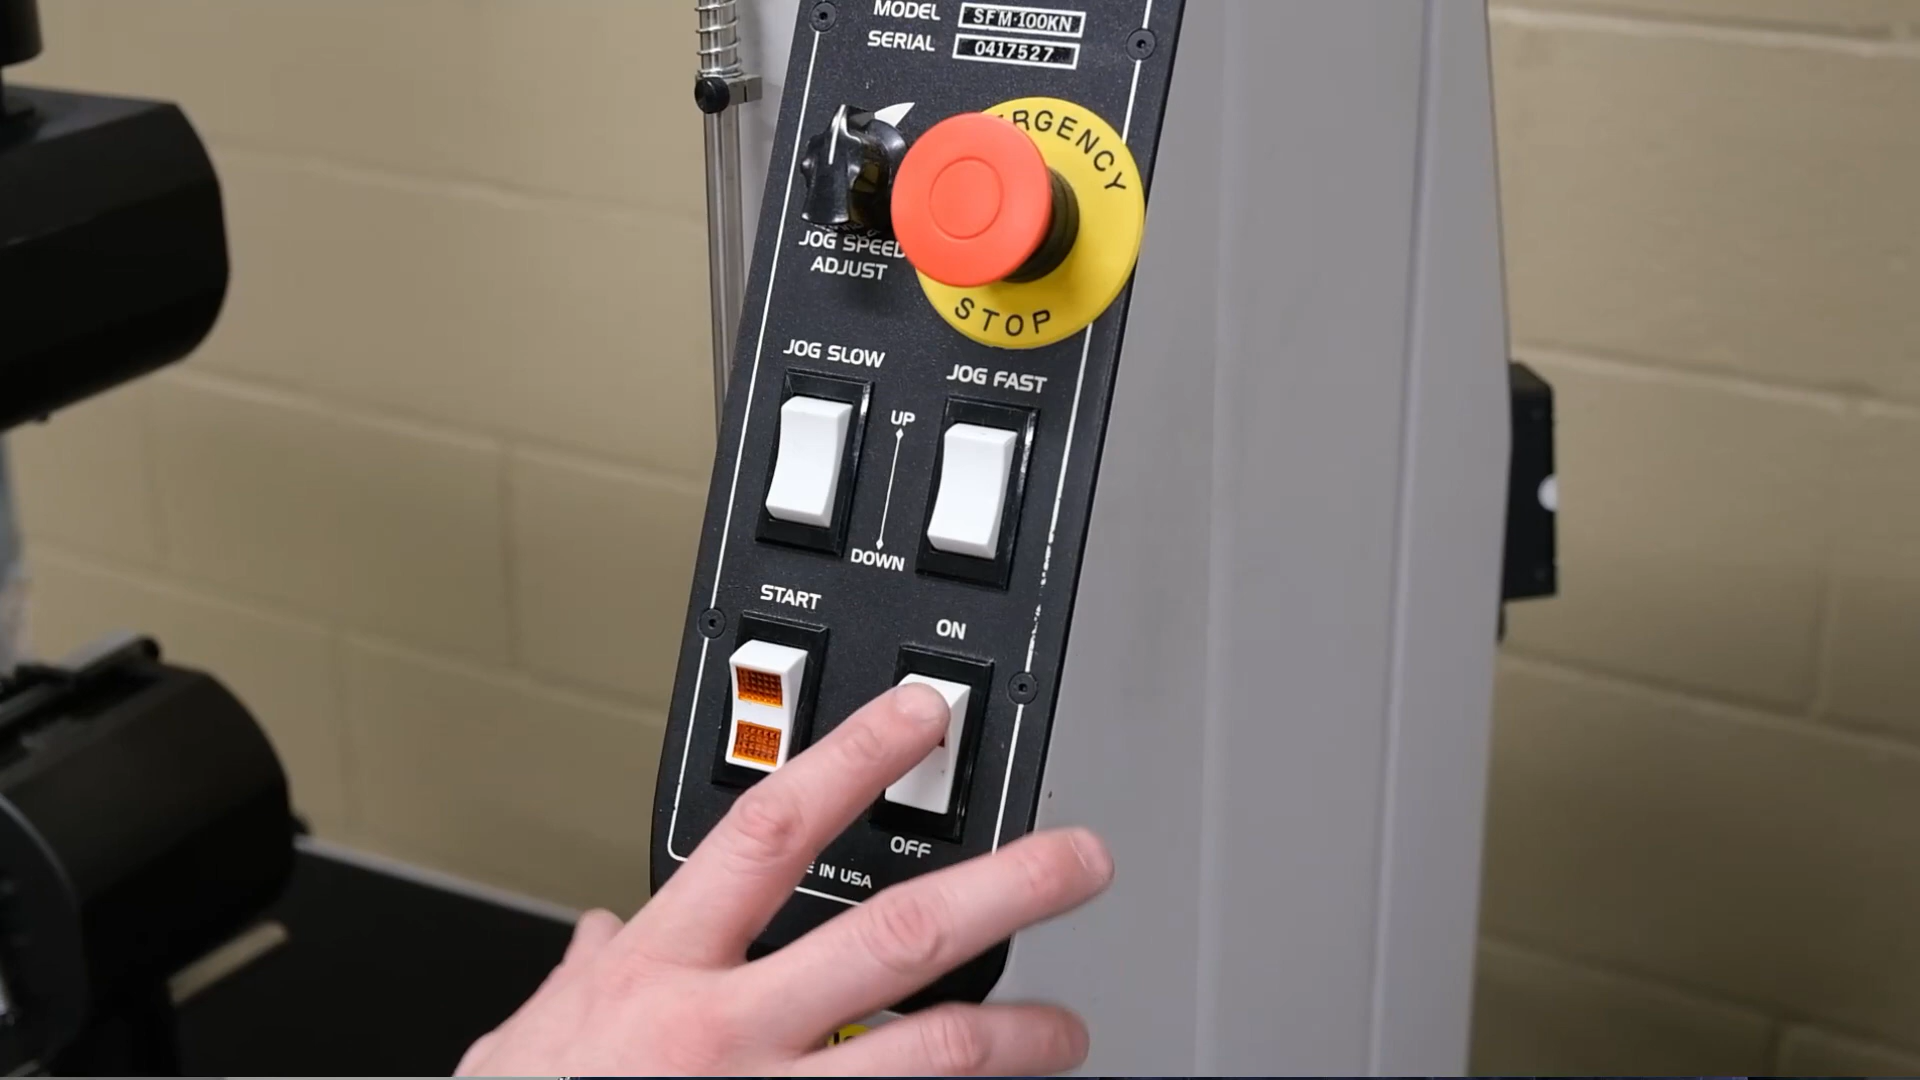 MODEL SFM-100KN
SERIAL 0417527
RGENCY
STOP
JOG SPEED
ADJUST
JOG SLOW
JOG FAST
UP
DOWN
START
ON
OFF
IN USA